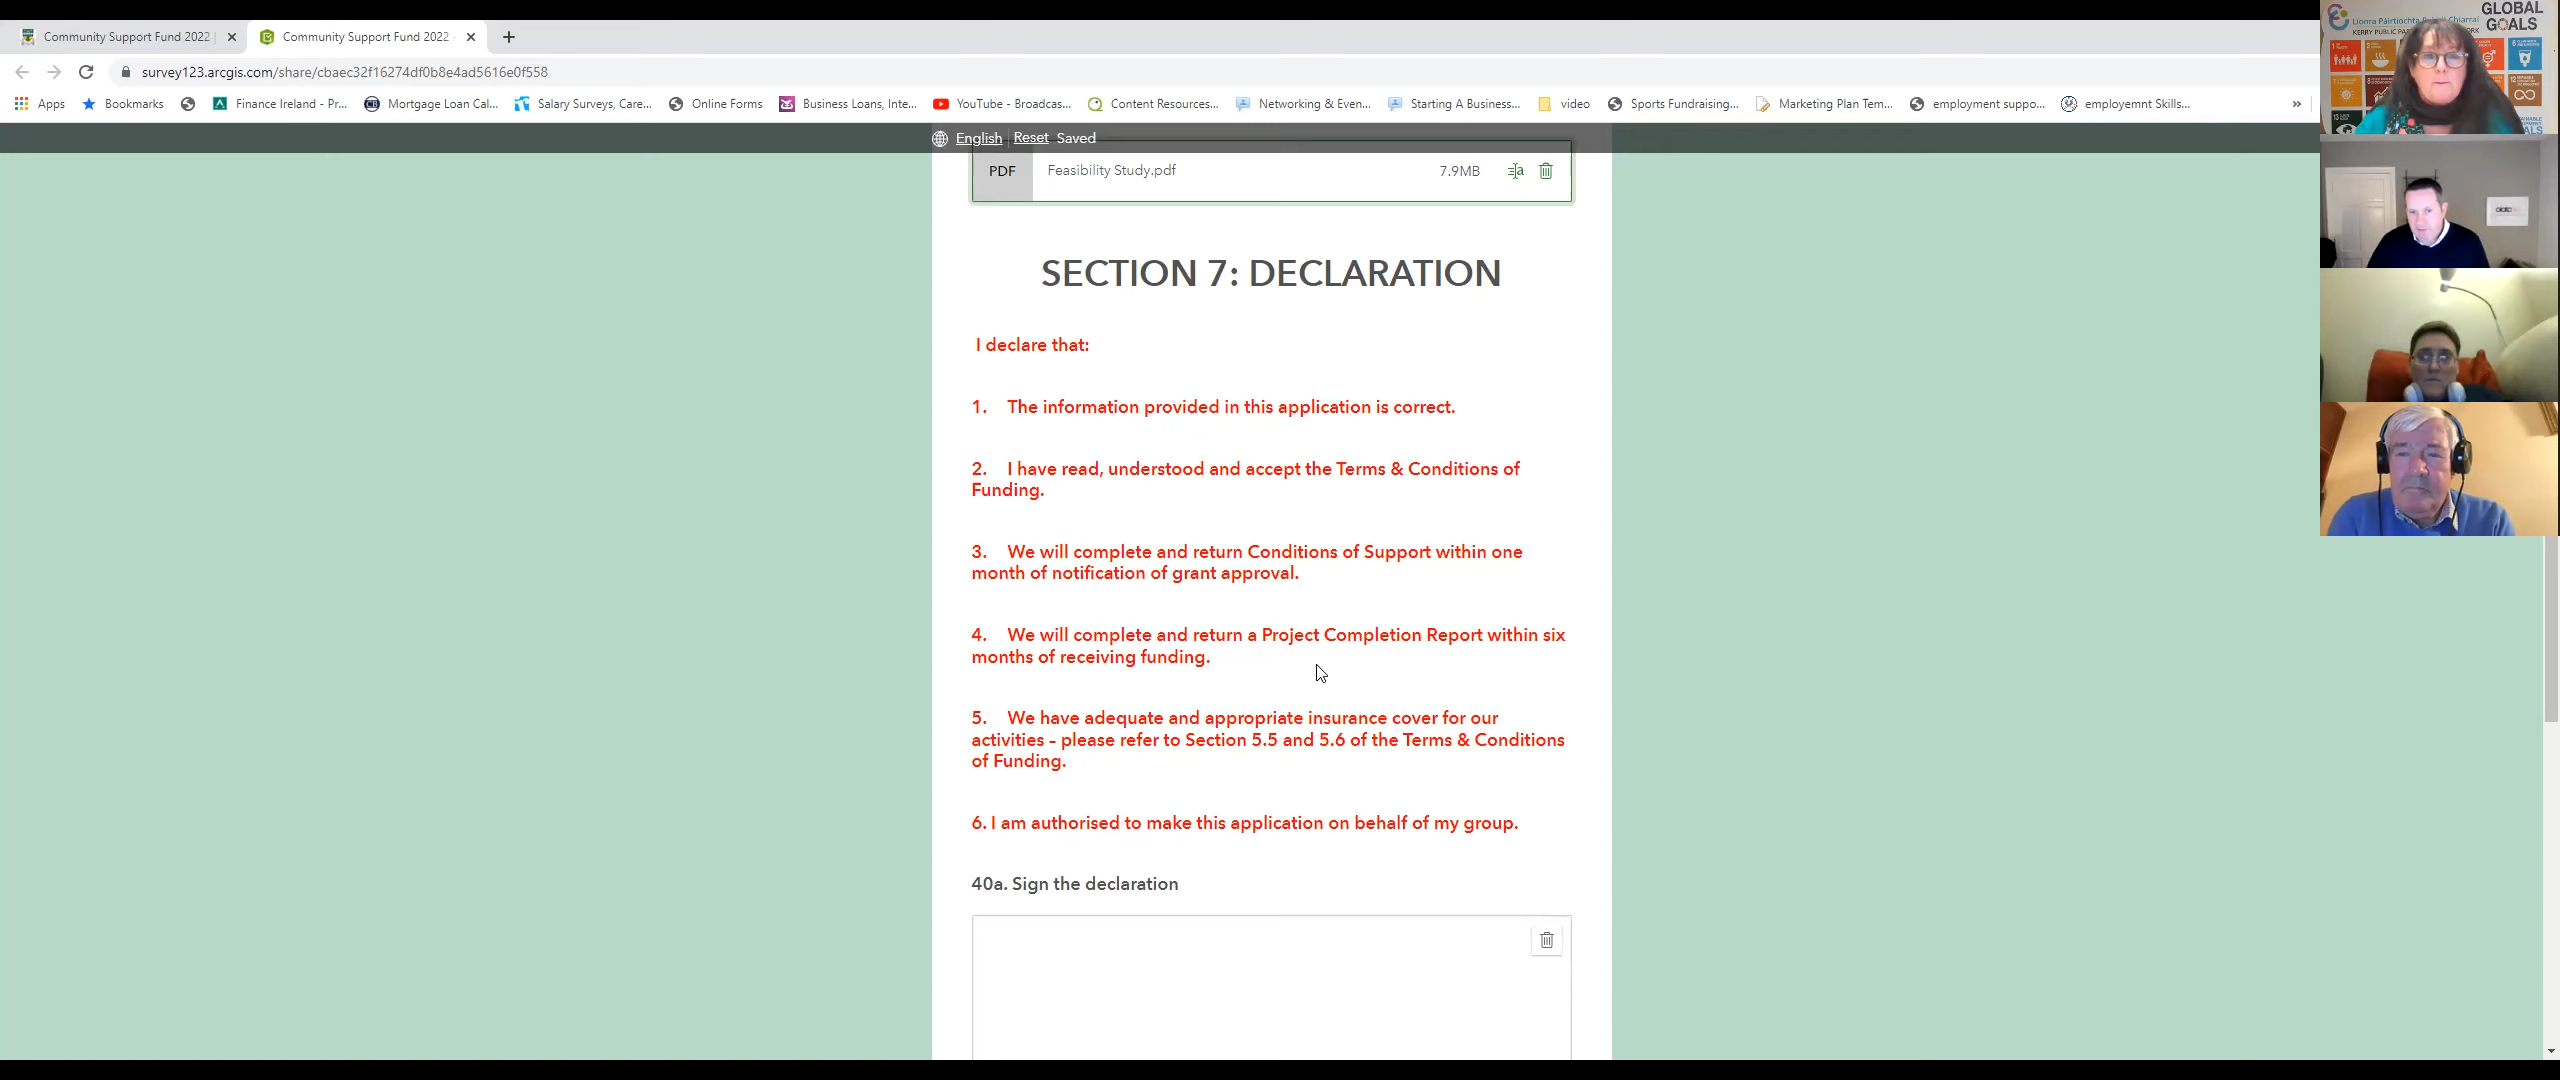 Community Support Fund 2022
Community Support Fund 2022
survey123.arcgis.com/share/cbaec32f16274df0b8e4ad5616e0f558
Apps Bookmarks Finance Ireland - Pr... Mortgage Loan Cal... Salary Surveys, Care... Online Forms Business Loans, Inte... YouTube - Broadcas... Content Resources... Networking & Even... Starting A Business... video Sports Fundraising... Marketing Plan Tem... employment suppo... employemnt Skills... »
English Reset Saved
PDF Feasibility Study.pdf 7.9MB
SECTION 7: DECLARATION
I declare that:
1. The information provided in this application is correct.
2. I have read, understood and accept the Terms & Conditions of
Funding.
3. We will complete and return Conditions of Support within one
month of notification of grant approval.
4. We will complete and return a Project Completion Report within six
months of receiving funding.
5. We have adequate and appropriate insurance cover for our
activities – please refer to Section 5.5 and 5.6 of the Terms & Conditions
of Funding.
6. I am authorised to make this application on behalf of my group.
40a. Sign the declaration
Lionra Páirtíochta
KERRY PUBLIC
GLOBAL
GOALS